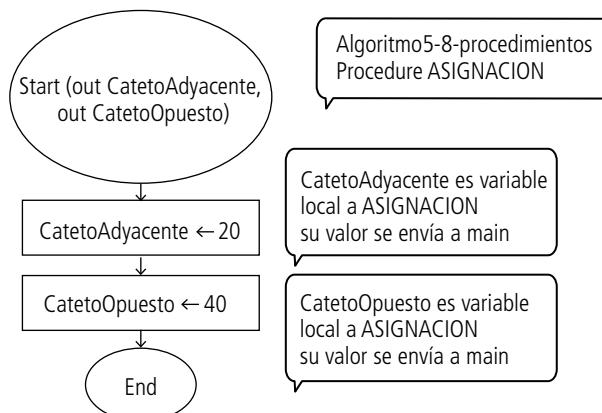 Start (out CatetoAdyacente,
out CatetoOpuesto)
Algoritmo5-8-procedimientos
Procedure ASIGNACION
CatetoAdyacente ← 20
CatetoAdyacente es variable
local a ASIGNACION
su valor se envía a main
CatetoOpuesto ← 40
CatetoOpuesto es variable
local a ASIGNACION
su valor se envía a main
End